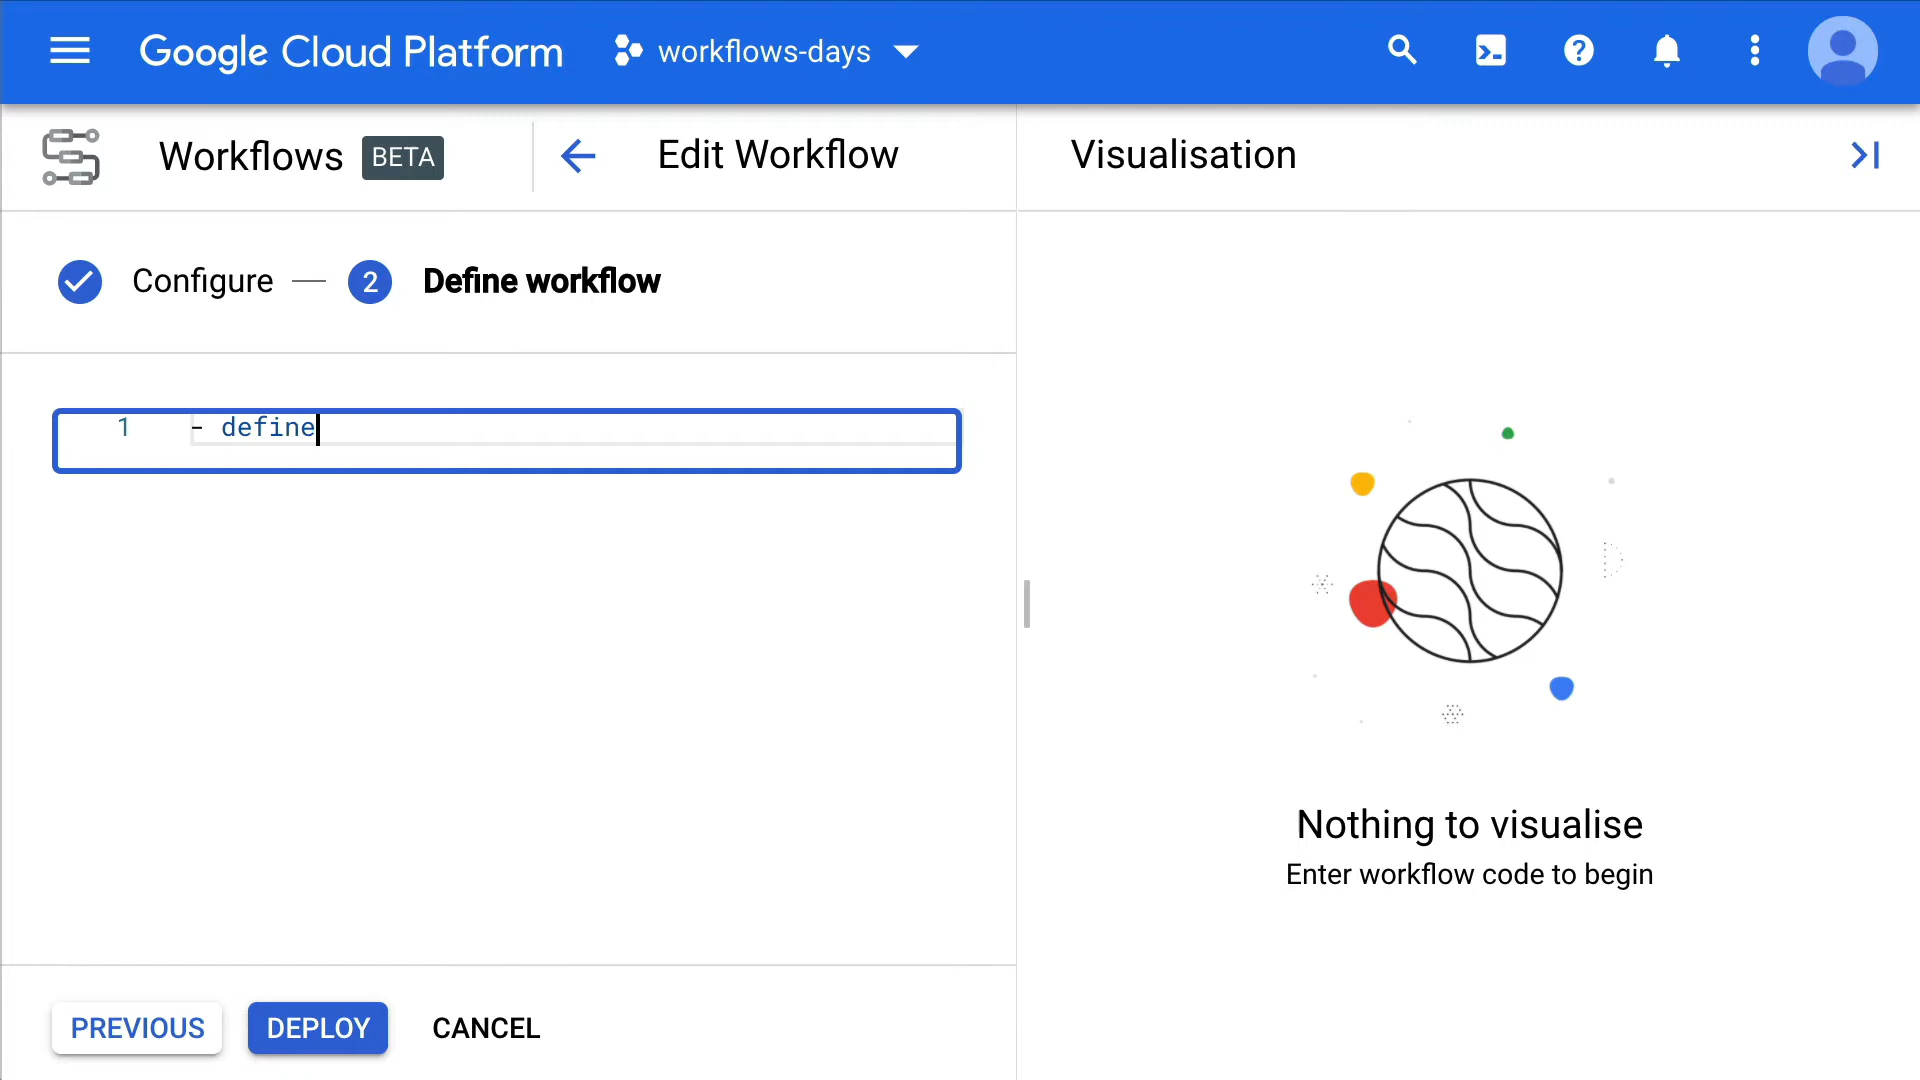 Google Cloud Platform
workflows-days
Workflows BETA
Edit Workflow
Visualisation
Configure
2 Define workflow
1 - define
Nothing to visualise
Enter workflow code to begin
PREVIOUS
DEPLOY
CANCEL